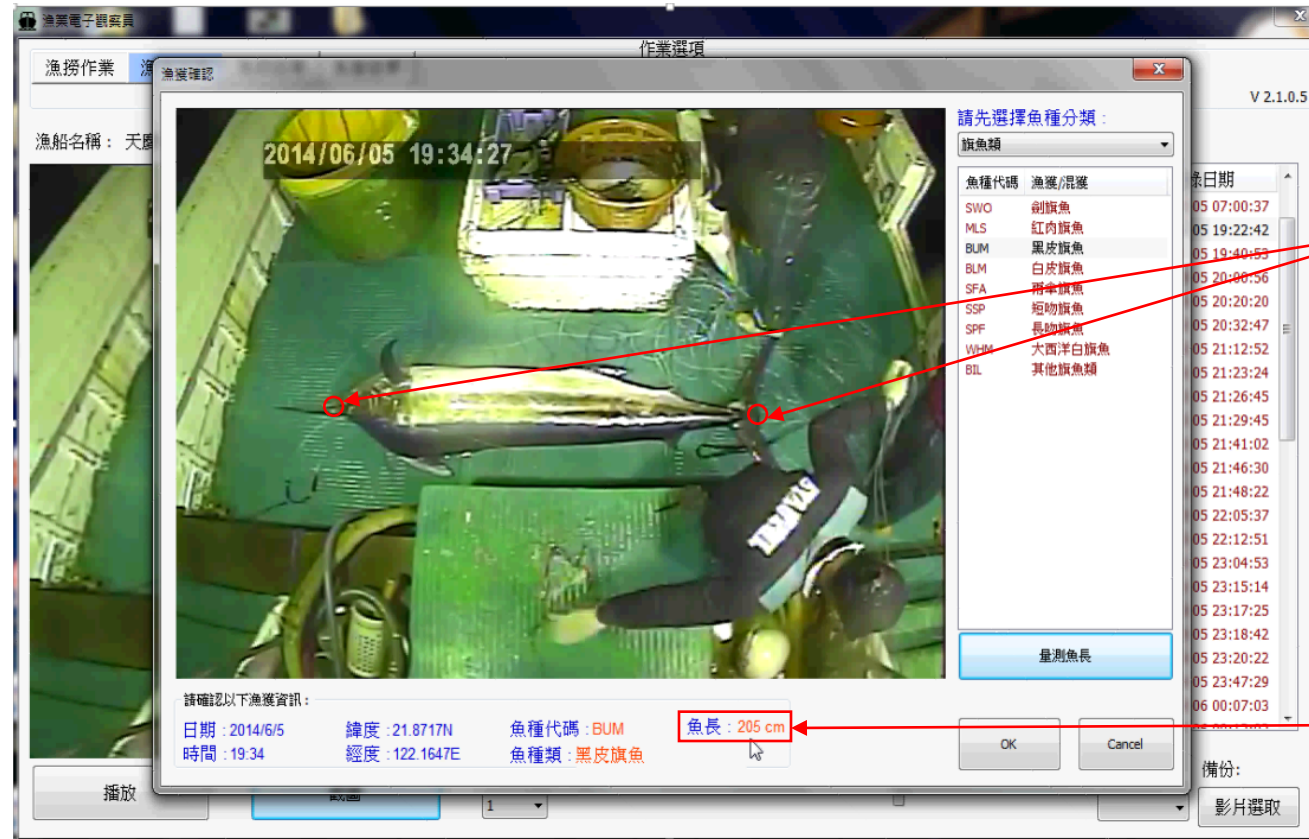 漁業電子觀察員
作業選項
漁撈作業
漁獲確認
V 2.1.0.5
漁船名稱： 天
2014/06/05 19:34:27
請先選擇魚種分類：
旗魚類
魚種代碼 漁獲/混獲
SWO 劍旗魚
MLS 紅肉旗魚
BUM 黑皮旗魚
BLM 白皮旗魚
SFA 雨傘旗魚
SSP 短吻旗魚
SPF 長吻旗魚
WHM 大西洋白旗魚
BIL 其他旗魚類
日期
05 07:00:37
05 19:22:42
05 19:40:53
05 20:00:56
05 20:20:20
05 20:32:47
05 21:12:52
05 21:23:24
05 21:26:45
05 21:29:45
05 21:41:02
05 21:46:30
05 21:48:22
05 22:05:37
05 22:12:51
05 23:04:53
05 23:15:14
05 23:17:25
05 23:18:42
05 23:20:22
05 23:47:29
06 00:07:03
量測魚長
請確認以下漁獲資訊：
日期：2014/6/5 緯度：21.8717N 魚種代碼：BUM 魚長：205 cm
時間：19:34 經度：122.1647E 魚種類：黑皮旗魚
OK
Cancel
備份:
播放
截圖
1
影片選取